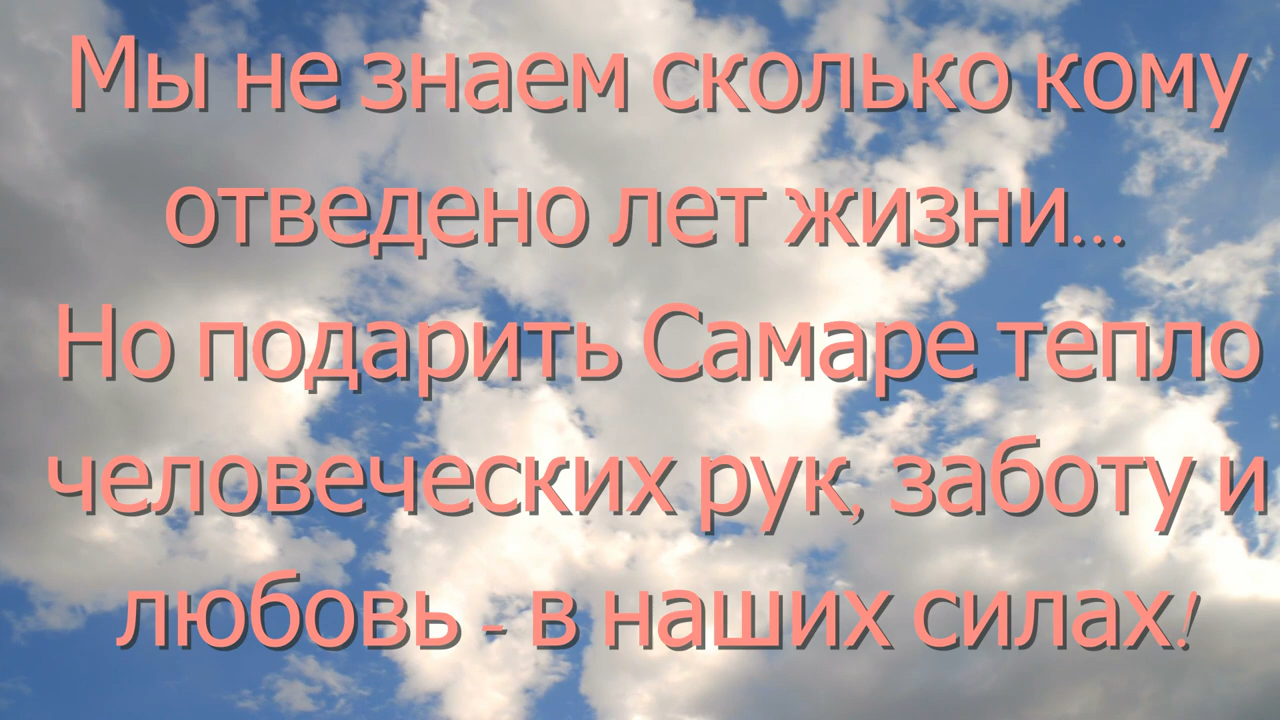 Мы не знаем сколько кому
отведено лет жизни...
Но подарить Самаре тепло
человеческих рук, заботу и
любовь - в наших силах!